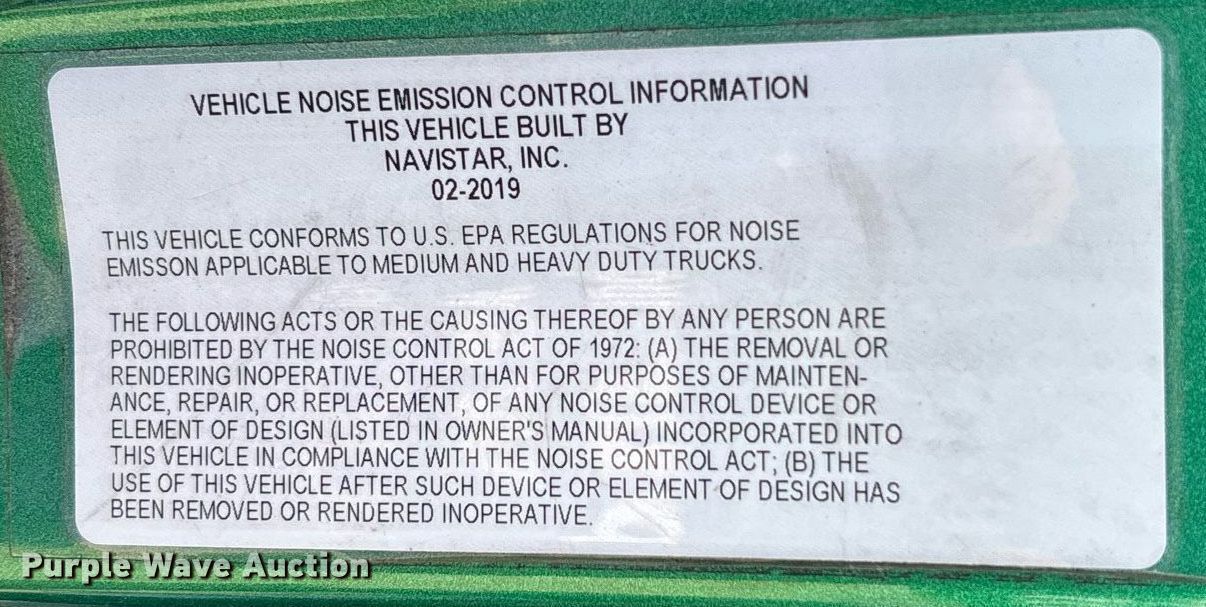 VEHICLE NOISE EMISSION CONTROL INFORMATION
THIS VEHICLE BUILT BY
NAVISTAR, INC.
02-2019
THIS VEHICLE CONFORMS TO U.S. EPA REGULATIONS FOR NOISE
EMISSON APPLICABLE TO MEDIUM AND HEAVY DUTY TRUCKS.
THE FOLLOWING ACTS OR THE CAUSING THEREOF BY ANY PERSON ARE
PROHIBITED BY THE NOISE CONTROL ACT OF 1972: (A) THE REMOVAL OR
RENDERING INOPERATIVE, OTHER THAN FOR PURPOSES OF MAINTEN-
ANCE, REPAIR, OR REPLACEMENT, OF ANY NOISE CONTROL DEVICE OR
ELEMENT OF DESIGN (LISTED IN OWNER'S MANUAL) INCORPORATED INTO
THIS VEHICLE IN COMPLIANCE WITH THE NOISE CONTROL ACT; (B) THE
USE OF THIS VEHICLE AFTER SUCH DEVICE OR ELEMENT OF DESIGN HAS
BEEN REMOVED OR RENDERED INOPERATIVE.
Purple Wave Auction